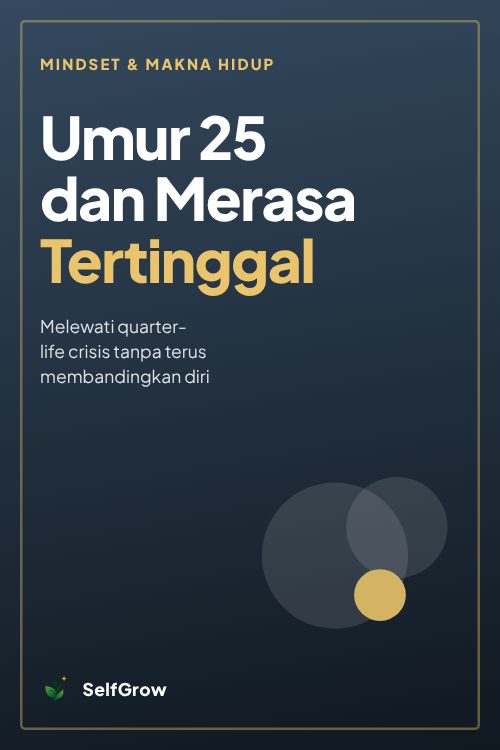 MINDSET & MAKNA HIDUP
Umur 25
dan Merasa
Tertinggal
Melewati quarter-
life crisis tanpa terus
membandingkan diri
SelfGrow